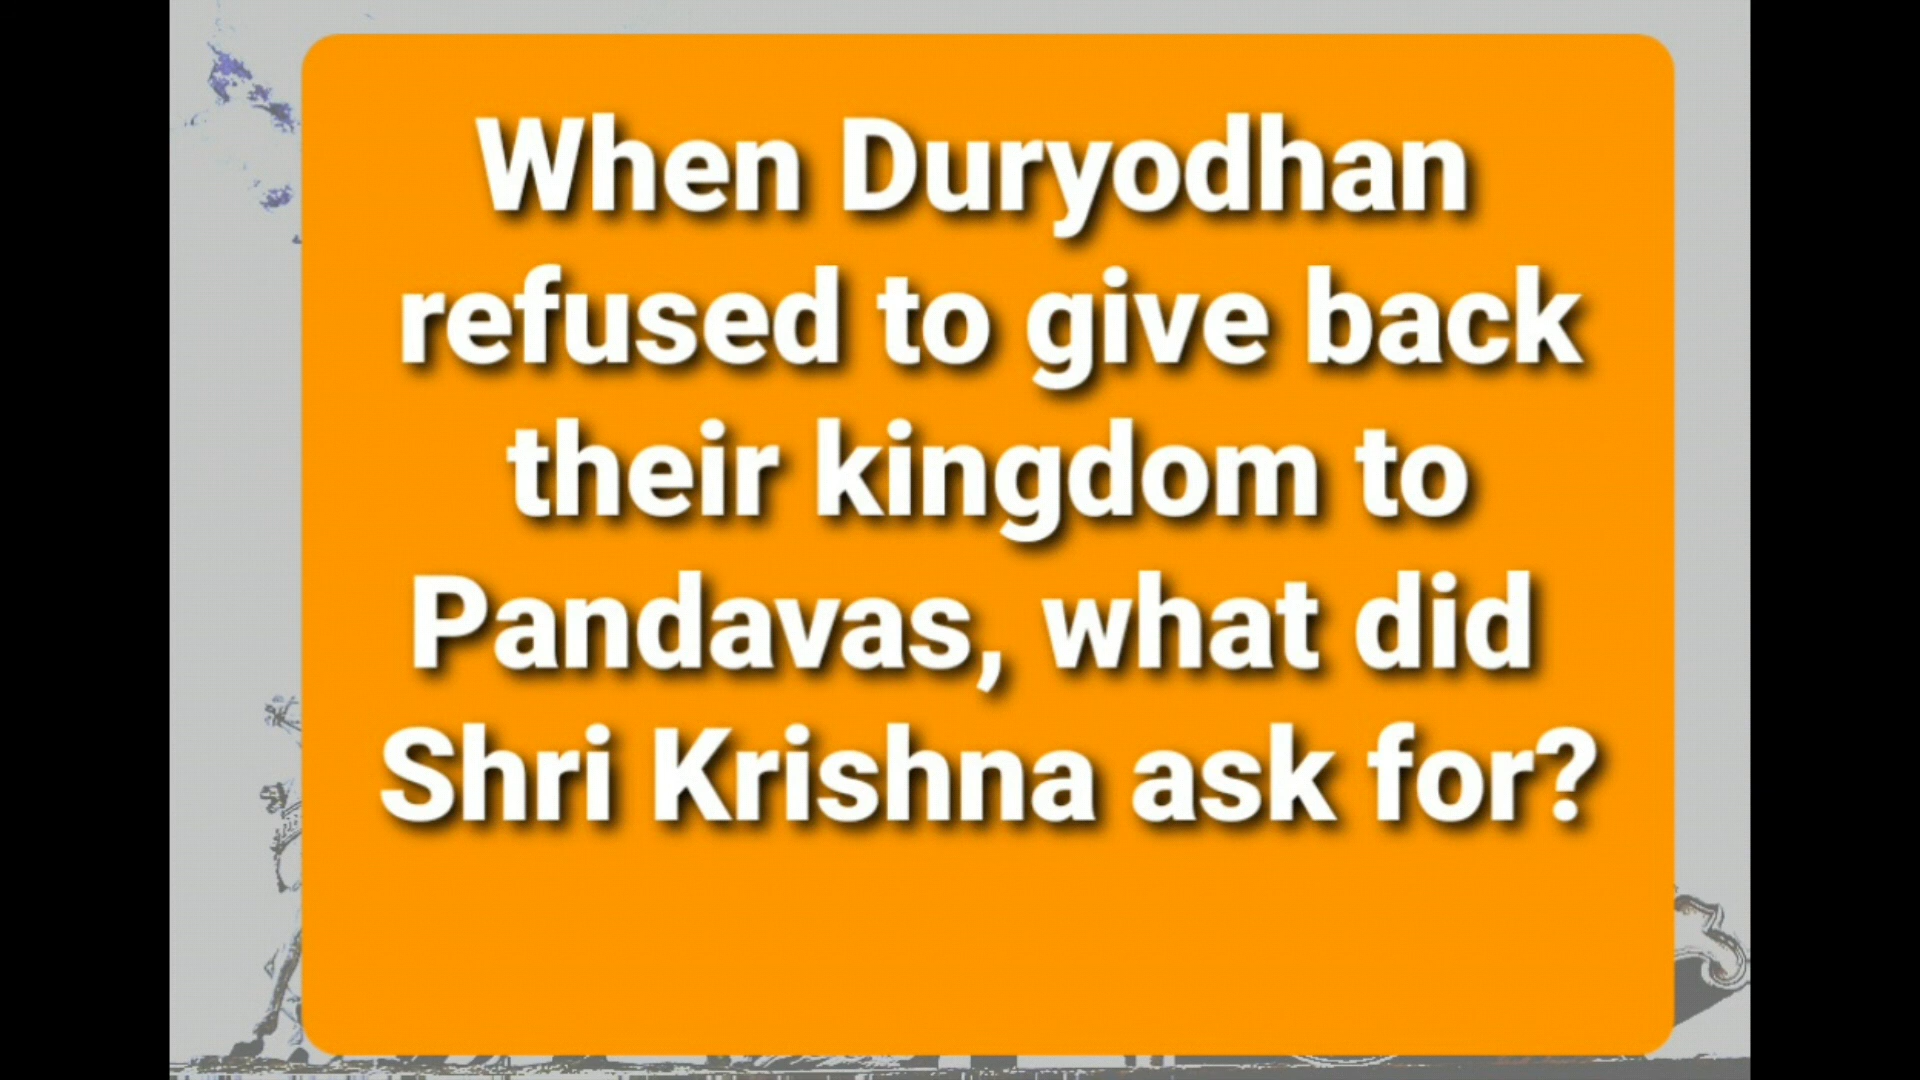 When Duryodhan
refused to give back
their kingdom to
Pandavas, what did
Shri Krishna ask for?